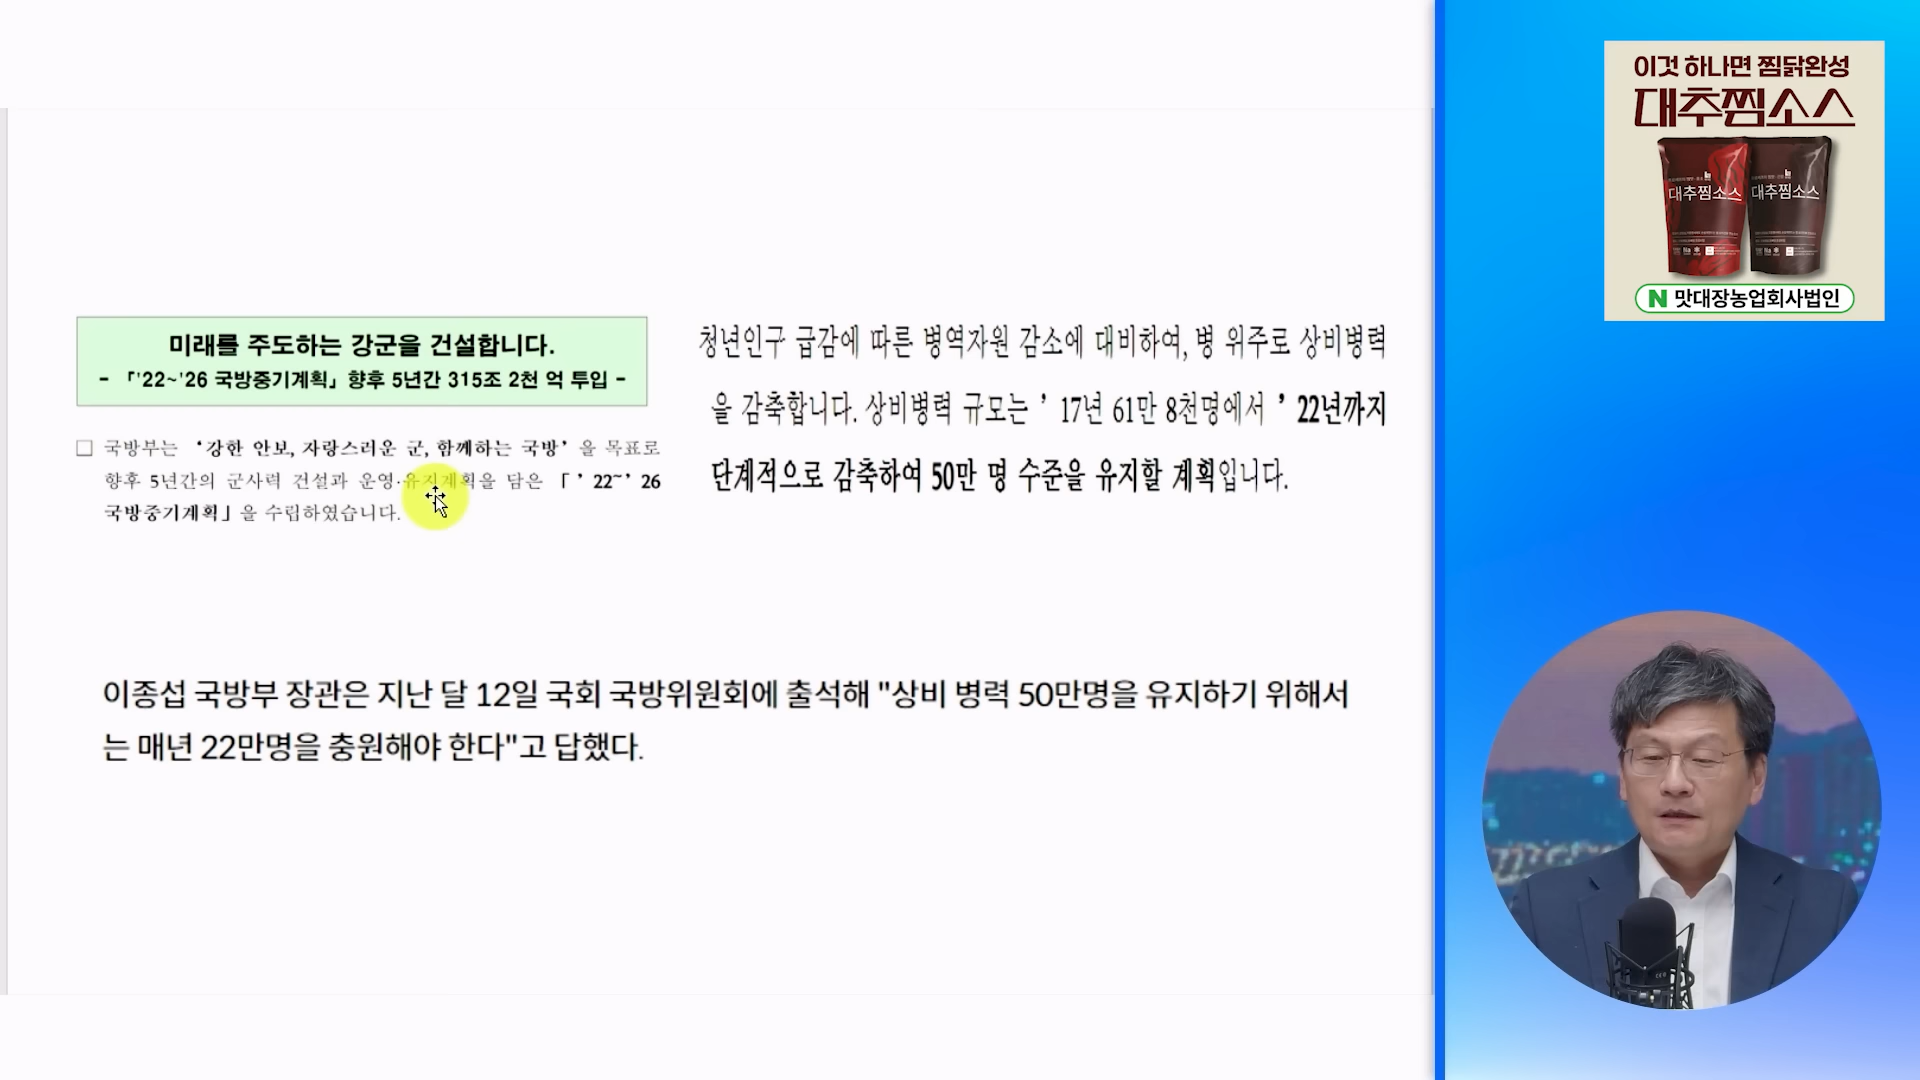 미래를 주도하는 강군을 건설합니다.
- 「'22~'26 국방중기계획」 향후 5년간 315조 2천 억 투입 -
□ 국방부는 ‘강한 안보, 자랑스러운 군, 함께하는 국방’ 을 목표로
향후 5년간의 군사력 건설과 운영·유지계획을 담은 「’22~’26
국방중기계획」을 수립하였습니다.
청년인구 급감에 따른 병역자원 감소에 대비하여, 병 위주로 상비병력
을 감축합니다. 상비병력 규모는 ’17년 61만 8천명에서 ’22년까지
단계적으로 감축하여 50만 명 수준을 유지할 계획입니다.
이종섭 국방부 장관은 지난 달 12일 국회 국방위원회에 출석해 "상비 병력 50만명을 유지하기 위해서
는 매년 22만명을 충원해야 한다"고 답했다.
이것 하나면 찜닭완성
대추찜소스
대추찜소스
대추찜소스
N 맛대장농업회사법인